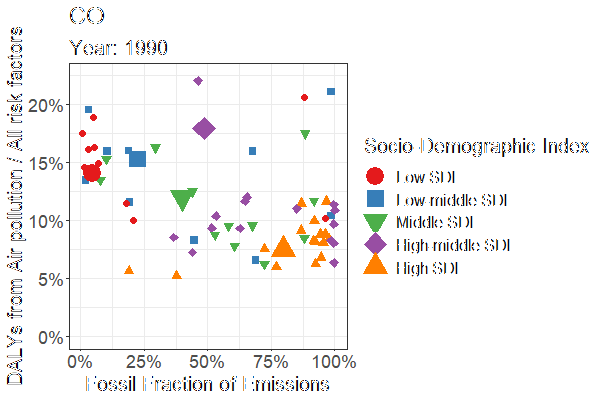 CO
Year: 1990
DALYs from Air pollution / All risk factors
20%
15%
10%
5%
0%
0%
25%
50%
75%
100%
Fossil Fraction of Emissions
Socio-Demographic Index
Low SDI
Low-middle SDI
Middle SDI
High-middle SDI
High SDI